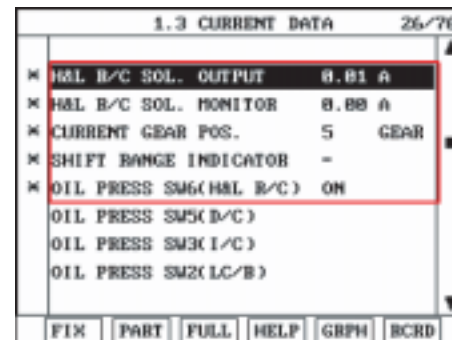 1.3 CURRENT DATA 26/70
× H&L R/C SOL. OUTPUT 0.01 A
× H&L R/C SOL. MONITOR 0.00 A
× CURRENT GEAR POS. 5 GEAR
× SHIFT RANGE INDICATOR -
× OIL PRESS SW6(H&L R/C) ON
OIL PRESS SW5(D/C)
OIL PRESS SW3(I/C)
OIL PRESS SW2(LC/B)
FIX PART FULL HELP GRPH RCRD